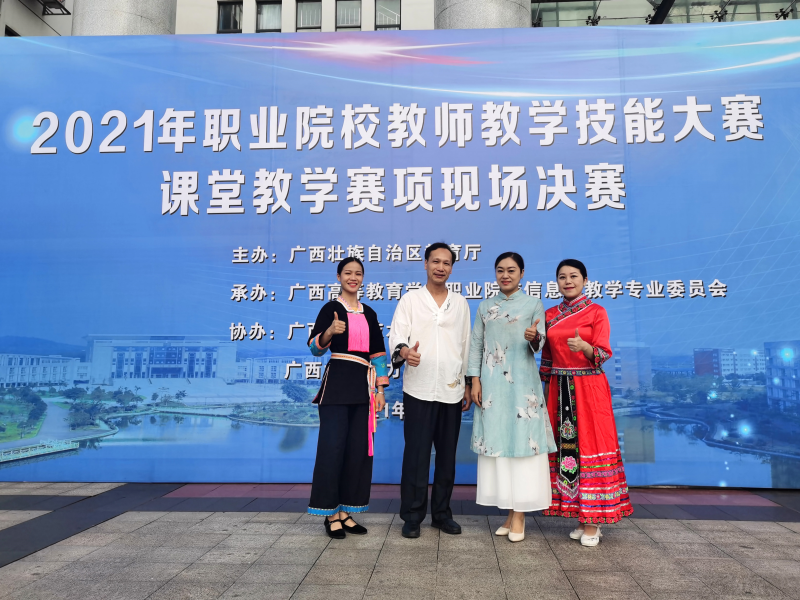 2021年职业院校教师教学技能大赛
课堂教学赛项现场决赛
主办：广西壮族自治区 育厅
承办：广西高等教育学 职业院 信息 教学专业委员会
协办：广西
广西